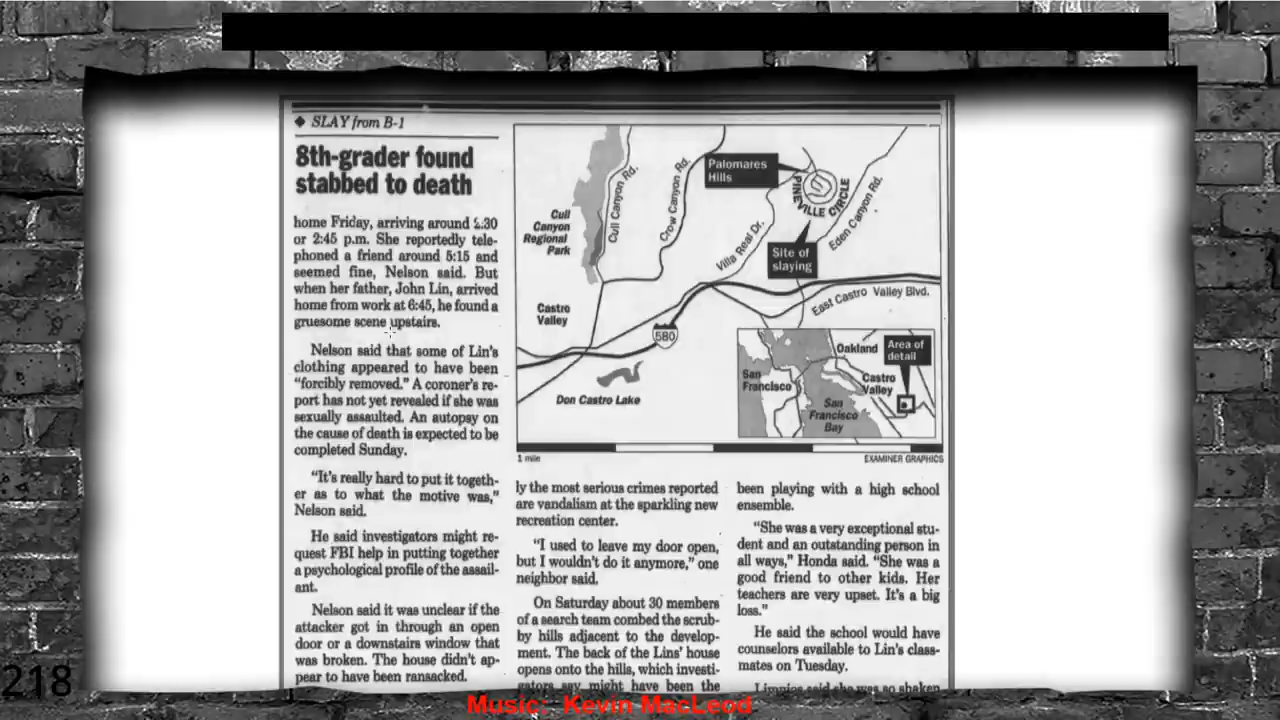 ◆ SLAY from B-1
8th-grader found
stabbed to death
home Friday, arriving around 2:30
or 2:45 p.m. She reportedly tele-
phoned a friend around 5:15 and
seemed fine, Nelson said. But
when her father, John Lin, arrived
home from work at 6:45, he found a
gruesome scene upstairs.
Nelson said that some of Lin's
clothing appeared to have been
"forcibly removed." A coroner's re-
port has not yet revealed if she was
sexually assaulted. An autopsy on
the cause of death is expected to be
completed Sunday.
"It's really hard to put it togeth-
er as to what the motive was,"
Nelson said.
He said investigators might re-
quest FBI help in putting together
a psychological profile of the assail-
ant.
Nelson said it was unclear if the
attacker got in through an open
door or a downstairs window that
was broken. The house didn't ap-
pear to have been ransacked.
Palomares
Hills
PINEVILLE CIRCLE
Cull Canyon Rd.
Crow Canyon Rd.
Cull
Canyon
Regional
Park
Villa Real Dr.
Eden Canyon Rd.
Site of
slaying
Castro
Valley
East Castro Valley Blvd.
580
Don Castro Lake
Oakland
Area of
detail
San
Francisco
Castro
Valley
San
Francisco
Bay
1 mile
EXAMINER GRAPHICS
ly the most serious crimes reported
are vandalism at the sparkling new
recreation center.
"I used to leave my door open,
but I wouldn't do it anymore," one
neighbor said.
On Saturday about 30 members
of a search team combed the scrub-
by hills adjacent to the develop-
ment. The back of the Lins' house
opens onto the hills, which investi-
gators say might have been the
been playing with a high school
ensemble.
"She was a very exceptional stu-
dent and an outstanding person in
all ways," Honda said. "She was a
good friend to other kids. Her
teachers are very upset. It's a big
loss."
He said the school would have
counselors available to Lin's class-
mates on Tuesday.
said she was so shaken
218
Music: Kevin MacLeod